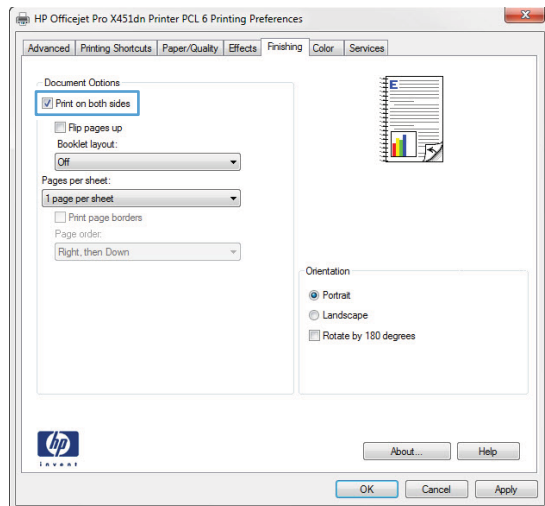 HP Officejet Pro X451dn Printer PCL 6 Printing Preferences
Advanced Printing Shortcuts Paper/Quality Effects Finishing Color Services
Document Options
Print on both sides
Flip pages up
Booklet layout:
Off
Pages per sheet:
1 page per sheet
Print page borders
Page order:
Right, then Down
E
Orientation
Portrait
Landscape
Rotate by 180 degrees
hp
invent
About... Help
OK Cancel Apply